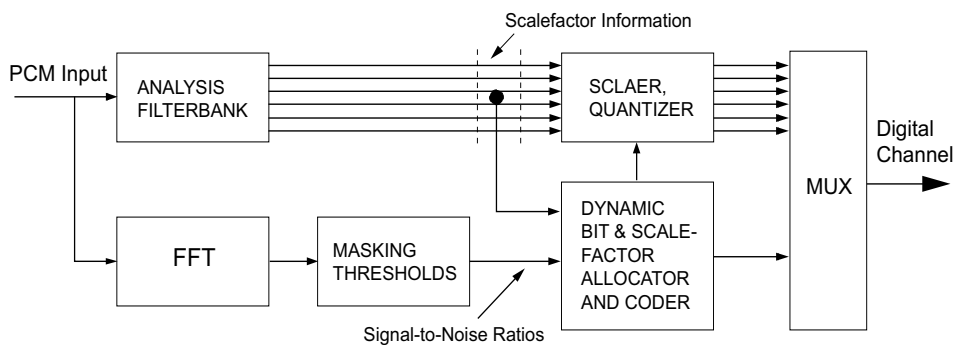 Scalefactor Information
PCM Input
ANALYSIS
FILTERBANK
SCLAER,
QUANTIZER
MUX
Digital
Channel
FFT
MASKING
THRESHOLDS
DYNAMIC
BIT & SCALE-
FACTOR
ALLOCATOR
AND CODER
Signal-to-Noise Ratios